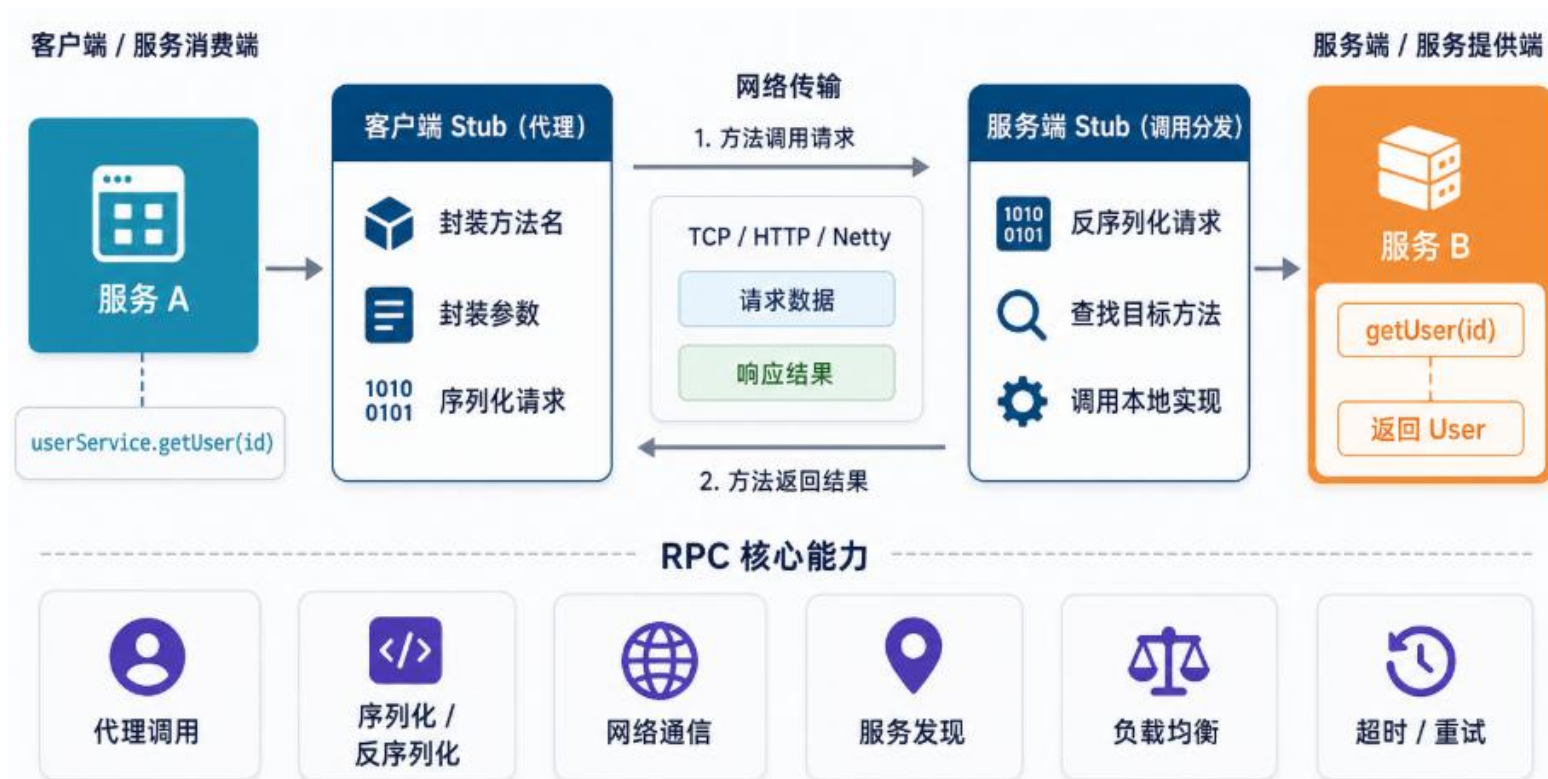 客户端 / 服务消费端
服务端 / 服务提供端
服务 A
userService.getUser(id)
客户端 Stub (代理)
封装方法名
封装参数
1010
0101
序列化请求
网络传输
1. 方法调用请求
TCP / HTTP / Netty
请求数据
响应结果
2. 方法返回结果
服务端 Stub (调用分发)
1010
0101
反序列化请求
查找目标方法
调用本地实现
服务 B
getUser(id)
返回 User
RPC 核心能力
代理调用
</>
序列化 /
反序列化
网络通信
服务发现
负载均衡
超时 / 重试